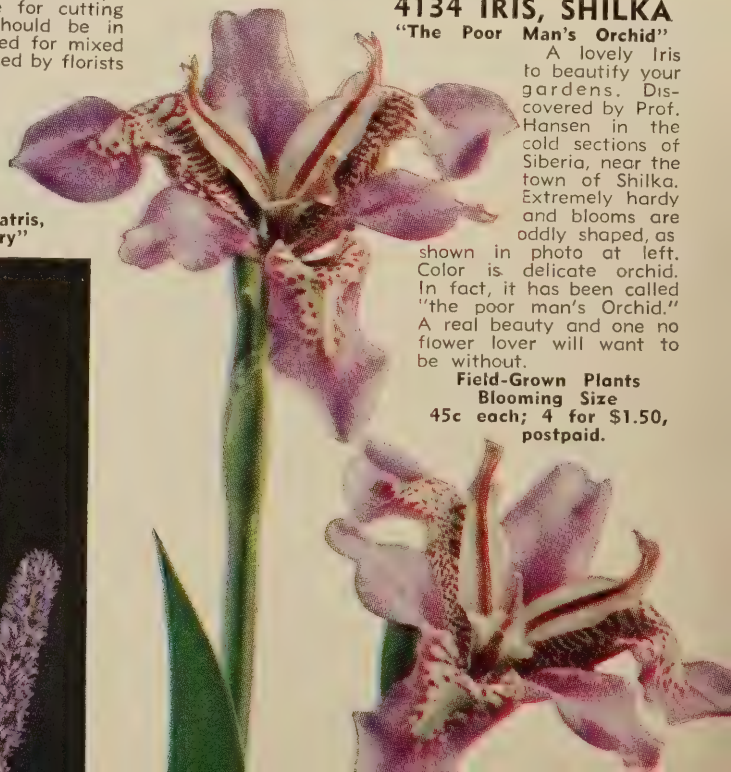 for cutting
hould be in
ed for mixed
ed by florists
atris,
ry”
4134 IRIS, SHILKA
“The Poor Man’s Orchid”
A lovely Iris
to beautify your
gardens. Dis-
covered by Prof.
Hansen in the
cold sections of
Siberia, near the
town of Shilka.
Extremely hardy
and blooms are
oddly shaped, as
shown in photo at left.
Color is delicate orchid.
In fact, it has been called
“the poor man’s Orchid.”
A real beauty and one no
flower lover will want to
be without.
Field-Grown Plants
Blooming Size
45c each; 4 for $1.50,
postpaid.